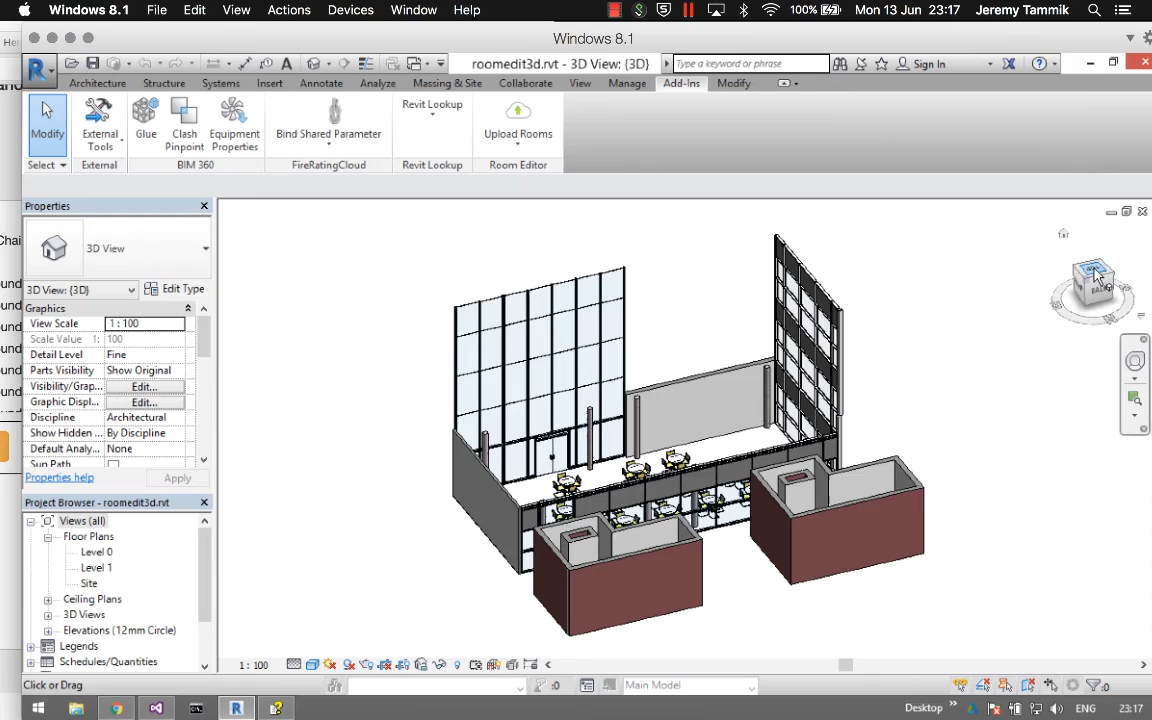 Windows 8.1 File Edit View Actions Devices Window Help 100% Mon 13 Jun 23:17 Jeremy Tammik
Windows 8.1
roomedit3d.rvt - 3D View: {3D} Type a keyword or phrase Sign In
Architecture Structure Systems Insert Annotate Analyze Massing & Site Collaborate View Manage Add-Ins Modify
Modify External Tools Glue Clash Pinpoint Equipment Properties Bind Shared Parameter Revit Lookup Upload Rooms
Select External BIM 360 FireRatingCloud Revit Lookup Room Editor
Properties
3D View
3D View: {3D} Edit Type
Graphics
View Scale 1 : 100
Scale Value 1: 100
Detail Level Fine
Parts Visibility Show Original
Visibility/Grap... Edit...
Graphic Displ... Edit...
Discipline Architectural
Show Hidden ... By Discipline
Default Analy... None
Sun Path
Properties help Apply
Project Browser - roomedit3d.rvt
Views (all)
Floor Plans
Level 0
Level 1
Site
Ceiling Plans
3D Views
Elevations (12mm Circle)
Legends
Schedules/Quantities
1 : 100
Click or Drag :0 Main Model :0
Desktop ENG 23:17